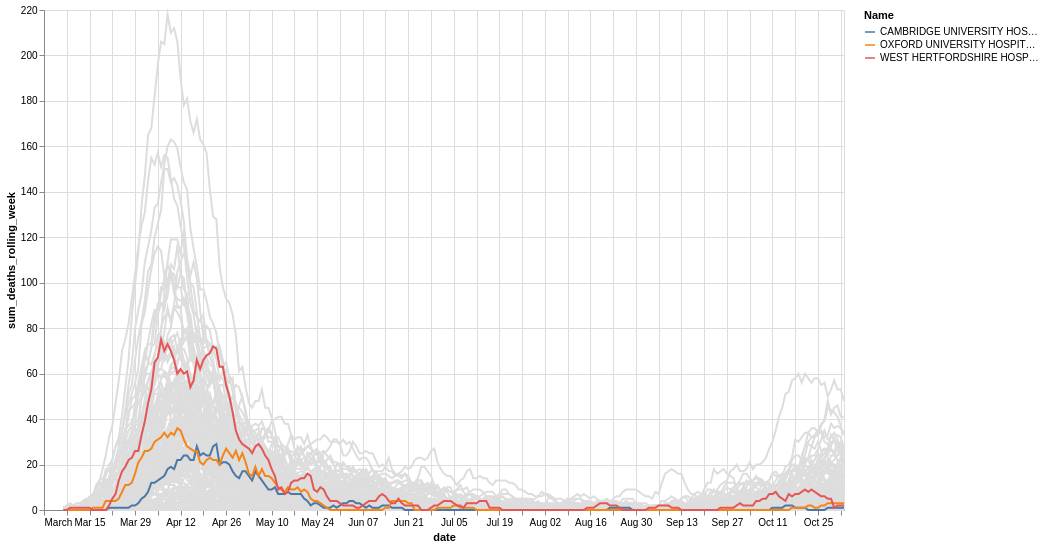 220
200
180
160
140
120
100
80
60
40
20
0
sum_deaths_rolling_week
March Mar 15 Mar 29 Apr 12 Apr 26 May 10 May 24 Jun 07 Jun 21 Jul 05 Jul 19 Aug 02 Aug 16 Aug 30 Sep 13 Sep 27 Oct 11 Oct 25
date
Name
CAMBRIDGE UNIVERSITY HOS…
OXFORD UNIVERSITY HOSPIT…
WEST HERTFORDSHIRE HOSP…